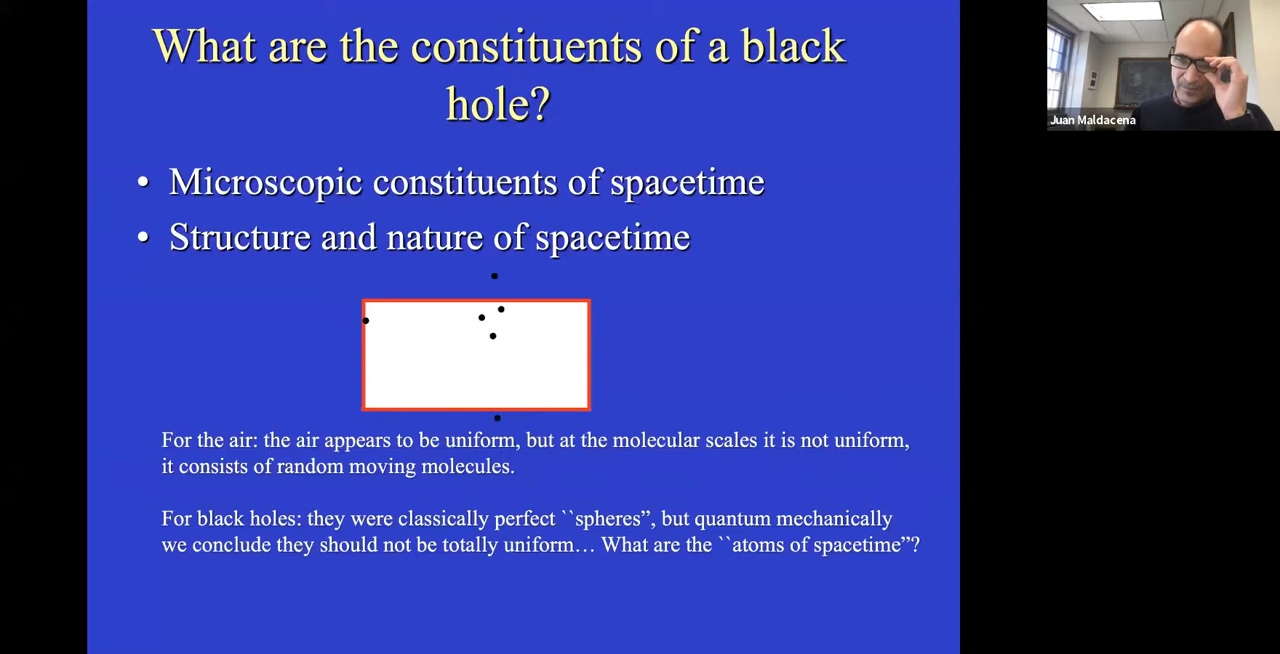 What are the constituents of a black
hole?
• Microscopic constituents of spacetime
• Structure and nature of spacetime
For the air: the air appears to be uniform, but at the molecular scales it is not uniform,
it consists of random moving molecules.
For black holes: they were classically perfect ``spheres”, but quantum mechanically
we conclude they should not be totally uniform… What are the ``atoms of spacetime”?
Juan Maldacena